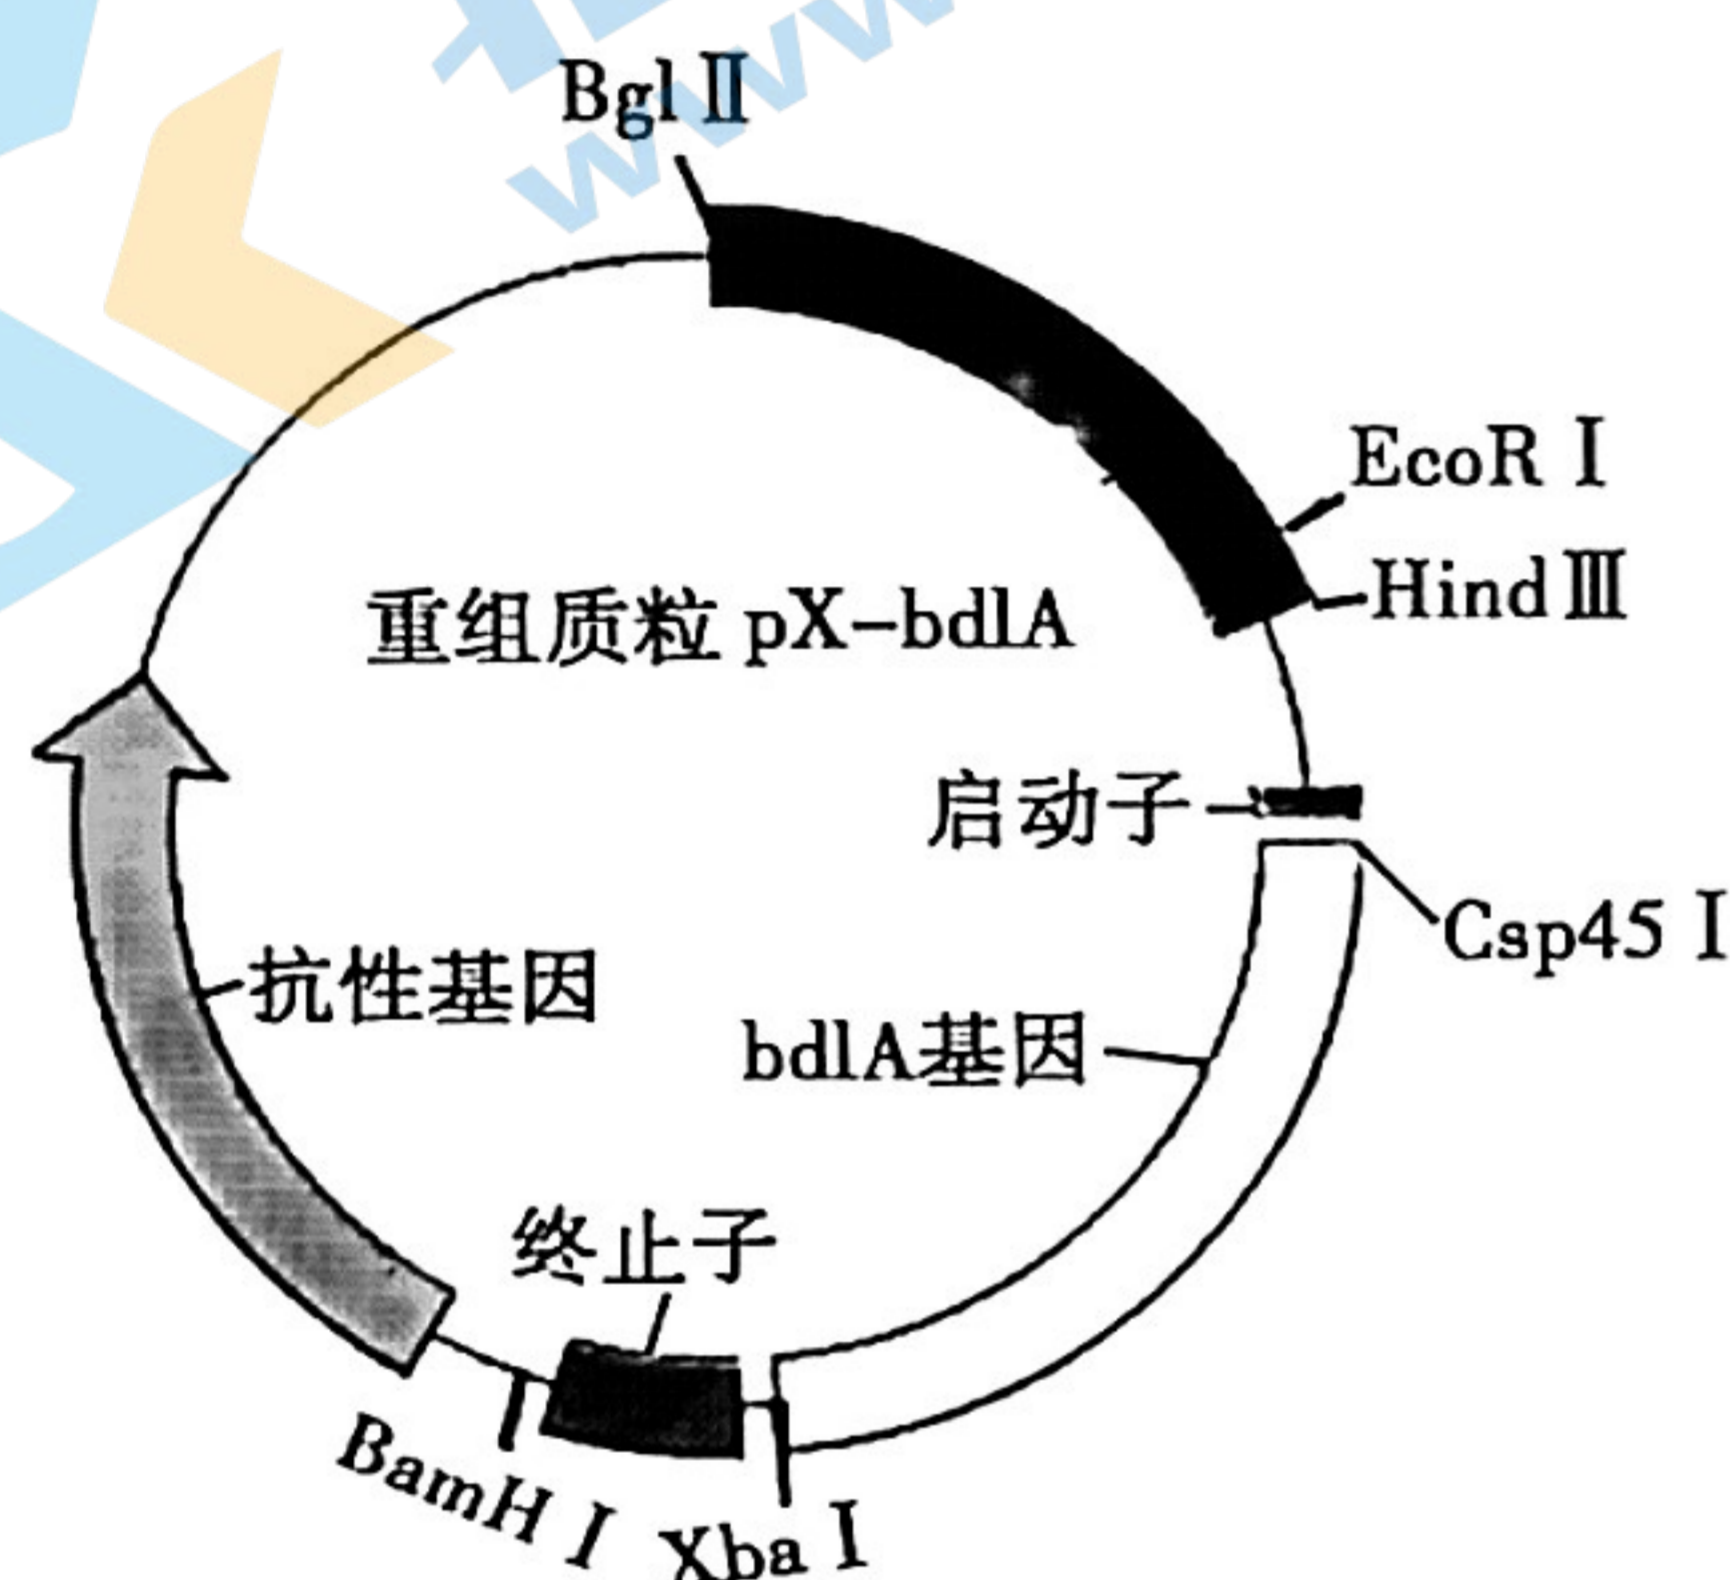 Bgl Ⅱ
EcoR Ⅰ
Hind Ⅲ
重组质粒 pX-bdlA
启动子
Csp45 Ⅰ
抗性基因
bdlA基因
终止子
BamH Ⅰ
Xba Ⅰ